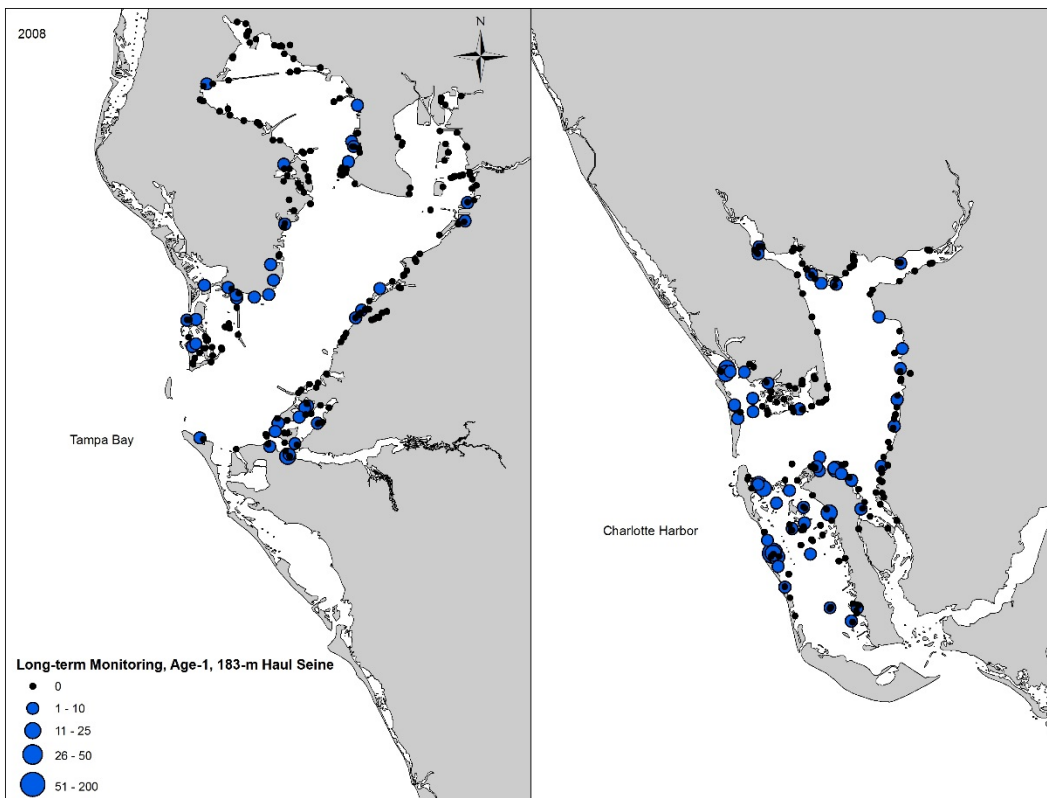 2008
N
Tampa Bay
Charlotte Harbor
Long-term Monitoring, Age-1, 183-m Haul Seine
0
1 - 10
11 - 25
26 - 50
51 - 200